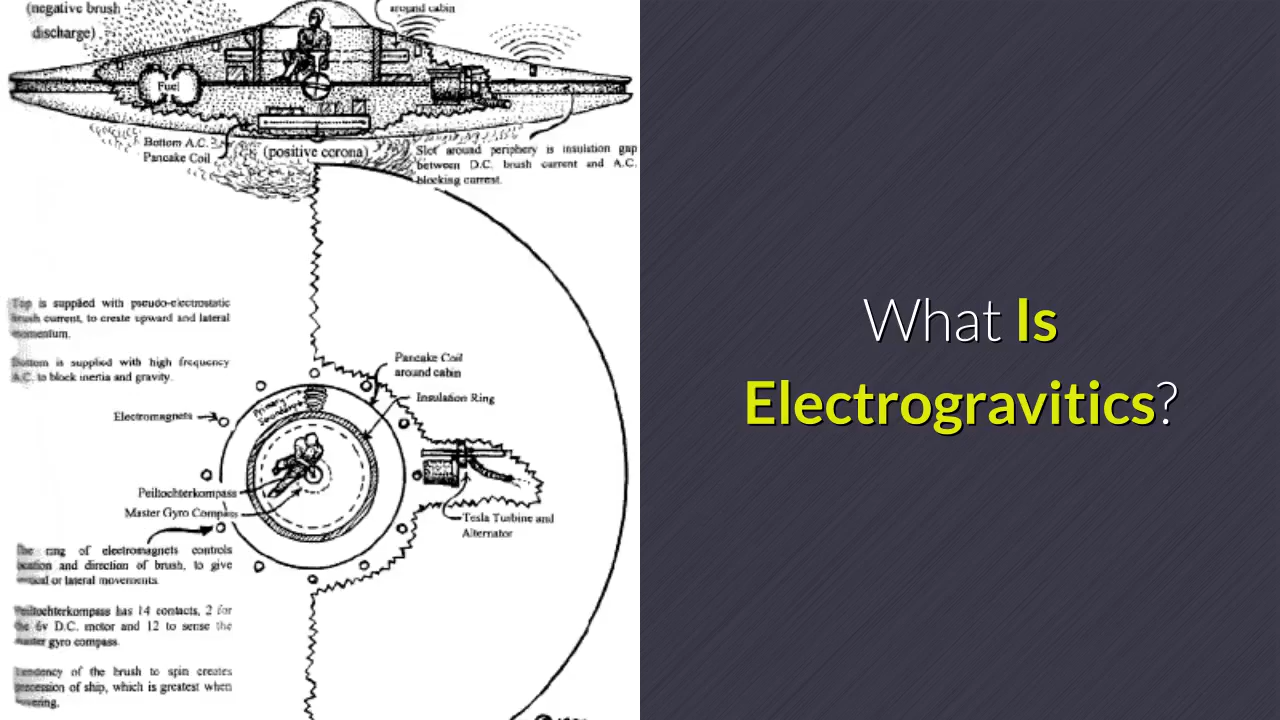 (negative brush
discharge)
around cabin
Fuel
Bottom A.C.
Pancake Coil
(positive corona)
Slot around periphery is insulation gap
between D.C. brush current and A.C.
blocking current.
Top is supplied with pseudo-electrostatic
brush current, to create upward and lateral
momentum.
Bottom is supplied with high frequency
A.C. to block inertia and gravity.
Pancake Coil
around cabin
Insulation Ring
Primary
Secondary
Electromagnets
Peiltochterkompass
Master Gyro Compass
Tesla Turbine and
Alternator
The ring of electromagnets controls
location and direction of brush, to give
vertical or lateral movements.
Peiltochterkompass has 14 contacts, 2 for
the 6v D.C. motor and 12 to sense the
master gyro compass.
Tendency of the brush to spin creates
precession of ship, which is greatest when
hovering.
What Is
Electrogravitics?